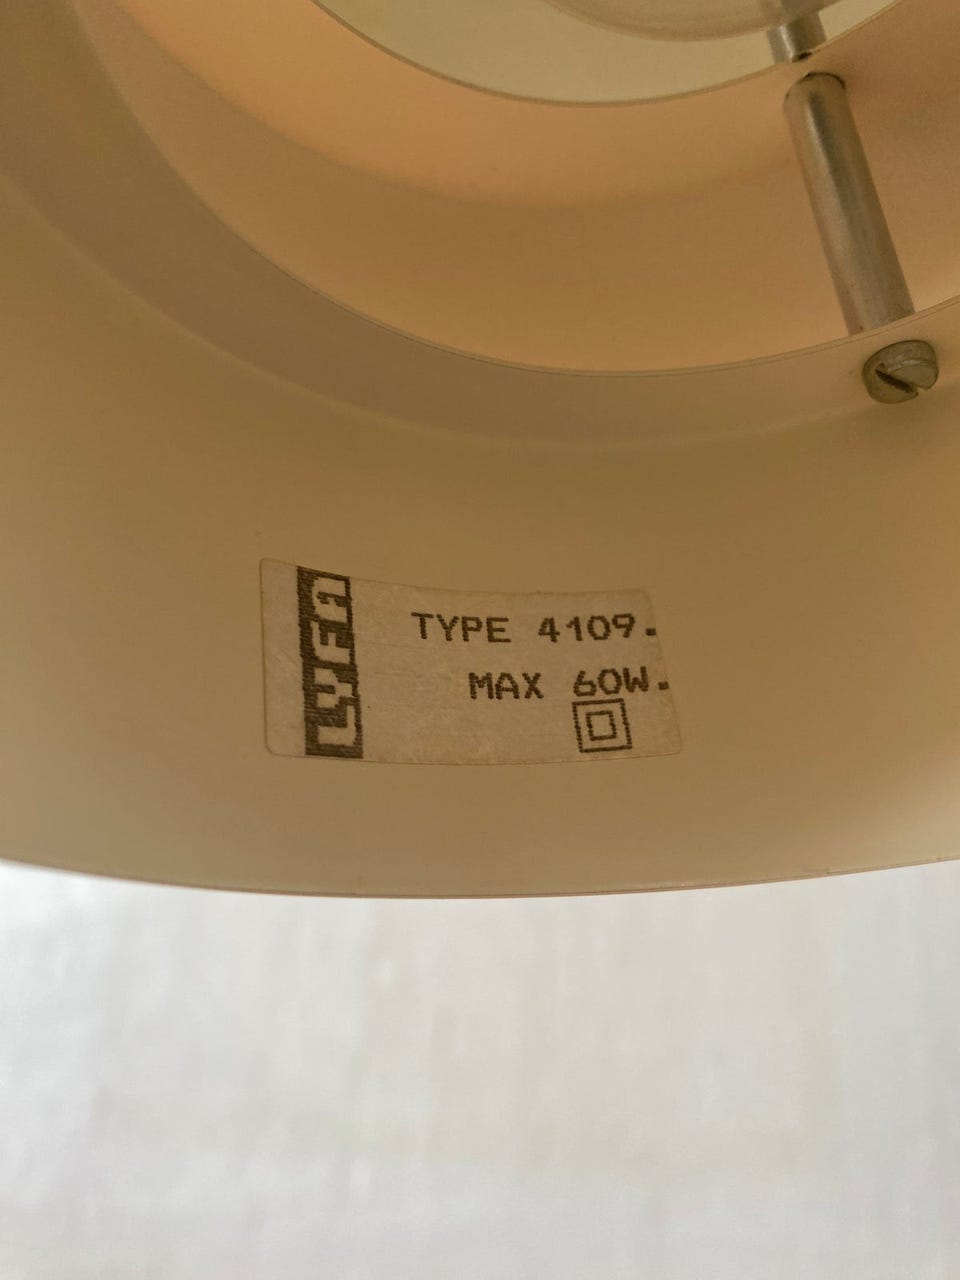 LYFA
TYPE 4109.
MAX 60W.